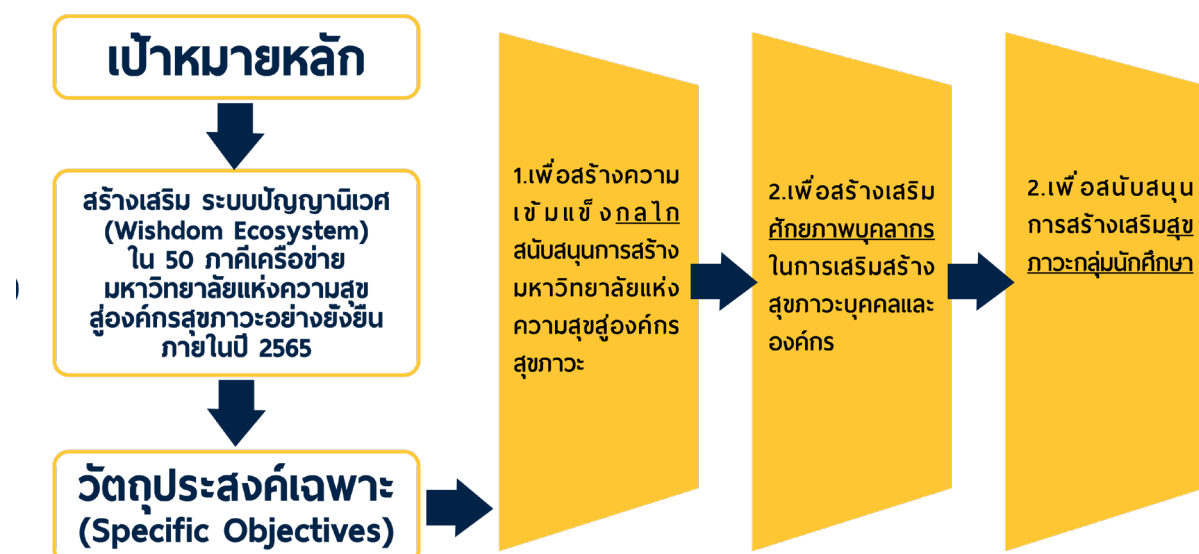 เป้าหมายหลัก
สร้างเสริม ระบบปัญญานิเวศ
(Wishdom Ecosystem)
ใน 50 ภาคีเครือข่าย
มหาวิทยาลัยแห่งความสุข
สู่องค์กรสุขภาวะอย่างยั่งยืน
ภายในปี 2565
วัตถุประสงค์เฉพาะ
(Specific Objectives)
1.เพื่อสร้างความ
เข้มแข็งกลไก
สนับสนุนการสร้าง
มหาวิทยาลัยแห่ง
ความสุขสู่องค์กร
สุขภาวะ
2.เพื่อสร้างเสริม
ศักยภาพบุคลากร
ในการเสริมสร้าง
สุขภาวะบุคคลและ
องค์กร
2.เพื่อสนับสนุน
การสร้างเสริมสุข
ภาวะกลุ่มนักศึกษา